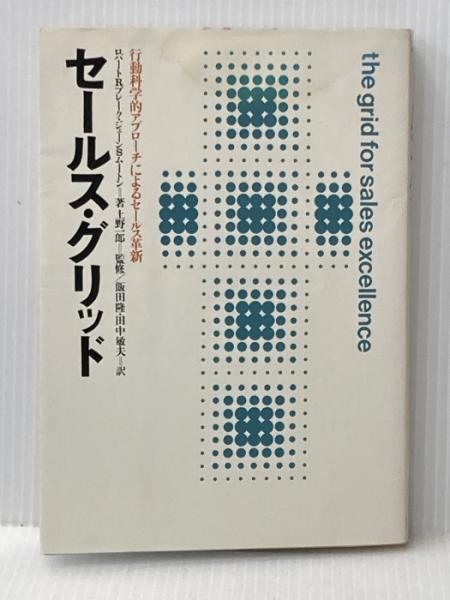 the grid for sales excellence
行動科学的アプローチによるセールス革新
ロバートR.ブレーク・ジェーンS.ムートン=著 上野一郎=監修/飯田隆・田中敏夫=訳
セールス・グリッド